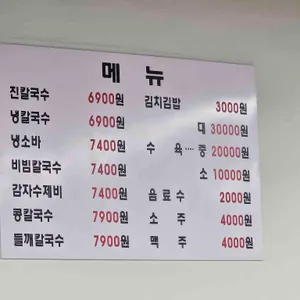 메 뉴
진칼국수 6900원
냉칼국수 6900원
냉소바 7400원
비빔칼국수 7400원
감자수제비 7400원
콩칼국수 7900원
들깨칼국수 7900원
김치김밥 3000원
대 30000원
수 육···· 중 20000원
소 10000원
음 료 수 2000원
소 주 4000원
맥 주 4000원